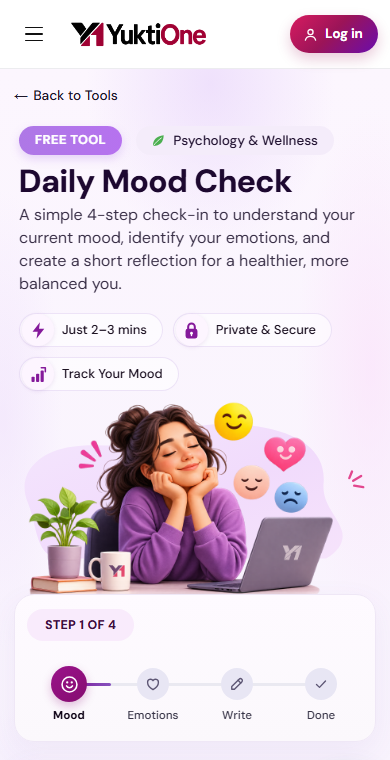 YuktiOne
Log in
← Back to Tools
FREE TOOL
Psychology & Wellness
Daily Mood Check
A simple 4-step check-in to understand your
current mood, identify your emotions, and
create a short reflection for a healthier, more
balanced you.
Just 2–3 mins
Private & Secure
Track Your Mood
STEP 1 OF 4
Mood
Emotions
Write
Done